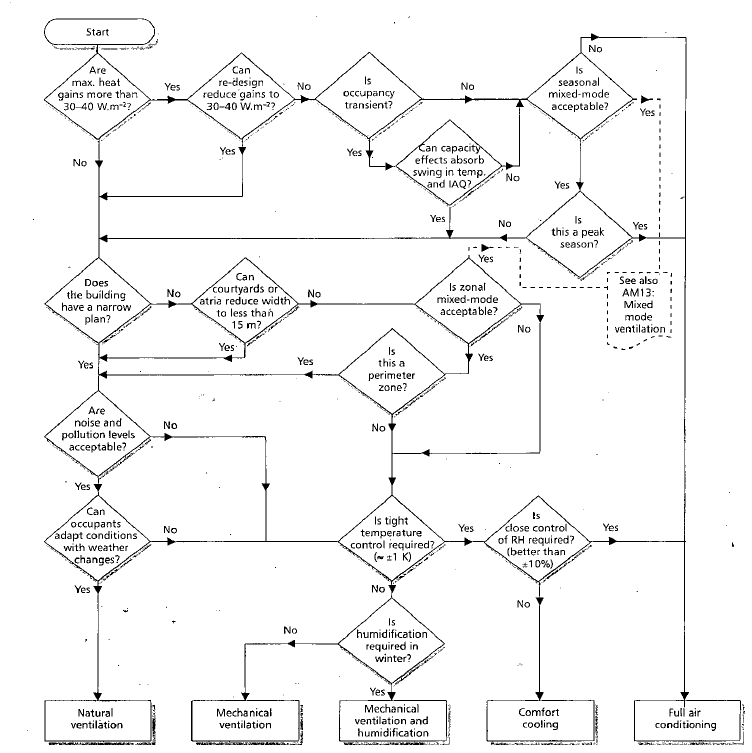 Start
Are
max. heat
gains more than
30–40 W.m⁻²?
Yes
No
Can
re-design
reduce gains to
30–40 W.m⁻²?
No
Yes
Is
occupancy
transient?
No
Yes
Can capacity
effects absorb
swing in temp.
and IAQ?
No
Yes
Is
seasonal
mixed-mode
acceptable?
No
Yes
Yes
Is
this a peak
season?
No
Yes
See also
AM13:
Mixed
mode
ventilation
Does
the building
have a narrow
plan?
No
Yes
Can
courtyards or
atria reduce width
to less than
15 m?
No
Yes
Is zonal
mixed-mode
acceptable?
Yes
No
Yes
Is
this a
perimeter
zone?
Yes
No
Are
noise and
pollution levels
acceptable?
No
Yes
Can
occupants
adapt conditions
with weather
changes?
No
Yes
Is tight
temperature
control required?
(≈ ±1 K)
Yes
No
Is
close control
of RH required?
(better than
±10%)
Yes
No
Is
humidification
required in
winter?
No
Yes
Natural
ventilation
Mechanical
ventilation
Mechanical
ventilation and
humidification
Comfort
cooling
Full air
conditioning